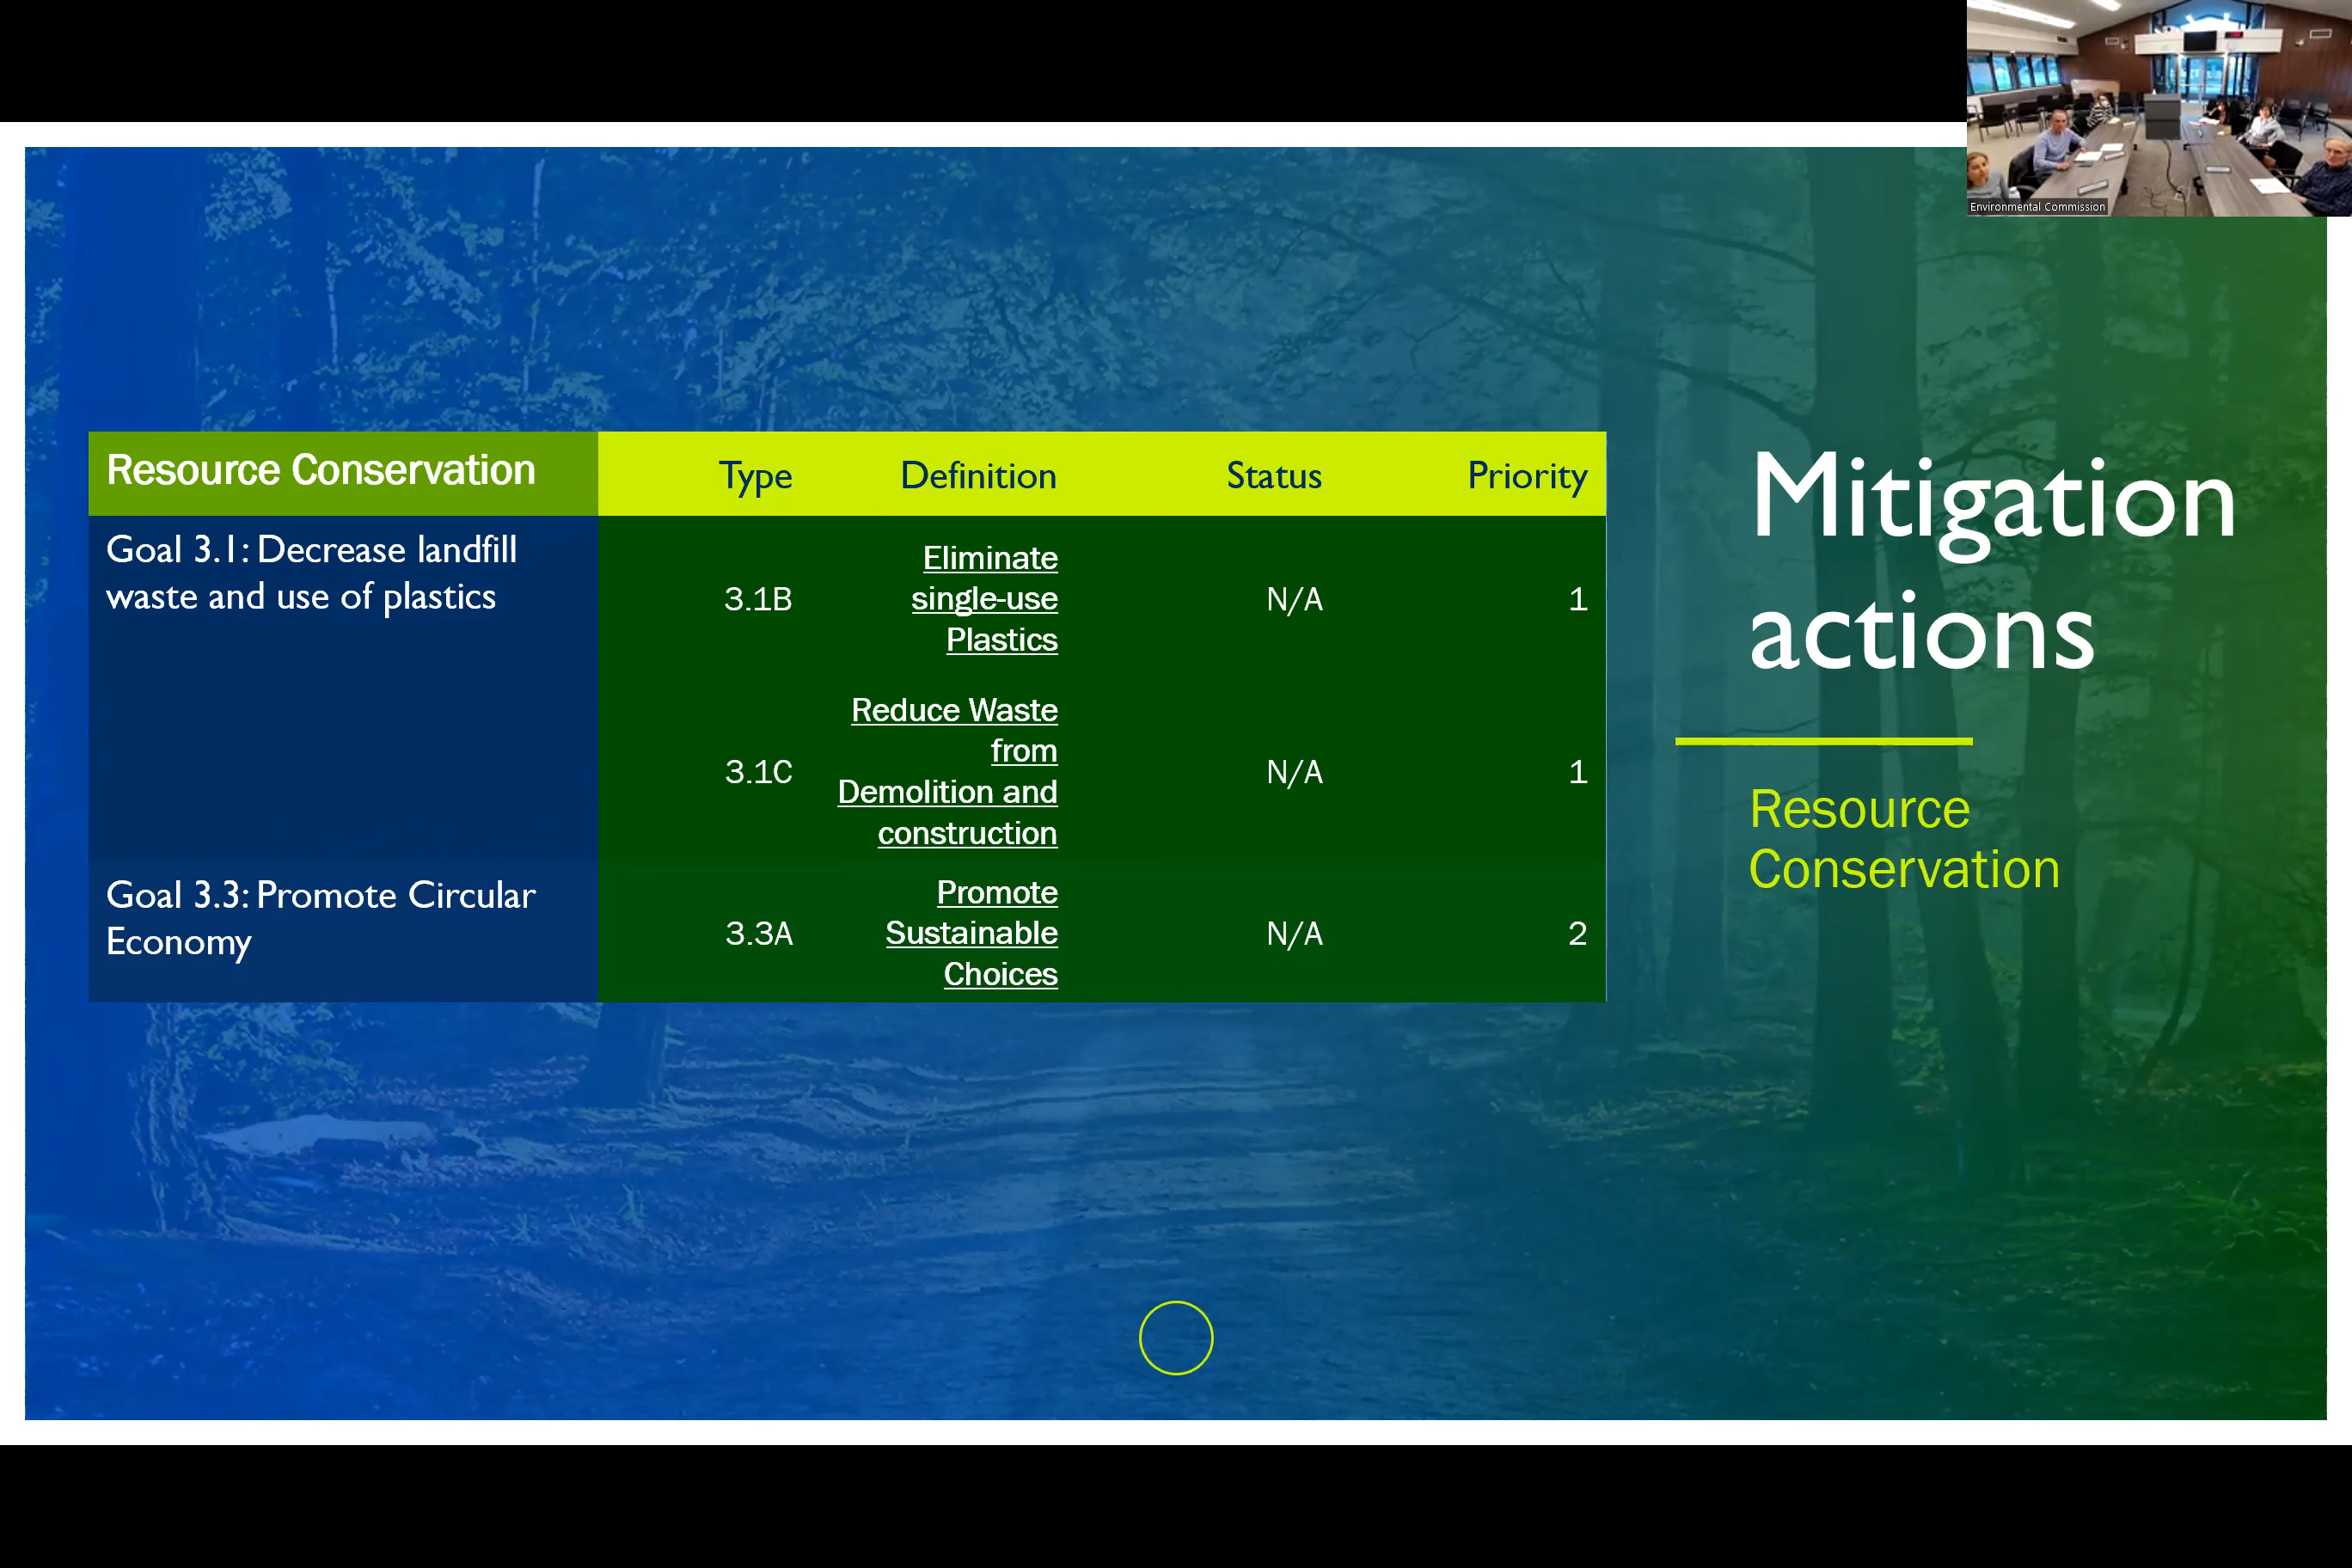 Environmental Commission
Resource Conservation Type Definition Status Priority
Goal 3.1: Decrease landfill
waste and use of plastics
3.1B
Eliminate
single-use
Plastics
N/A
1
3.1C
Reduce Waste
from
Demolition and
construction
N/A
1
Goal 3.3: Promote Circular
Economy
3.3A
Promote
Sustainable
Choices
N/A
2
Mitigation
actions
Resource
Conservation